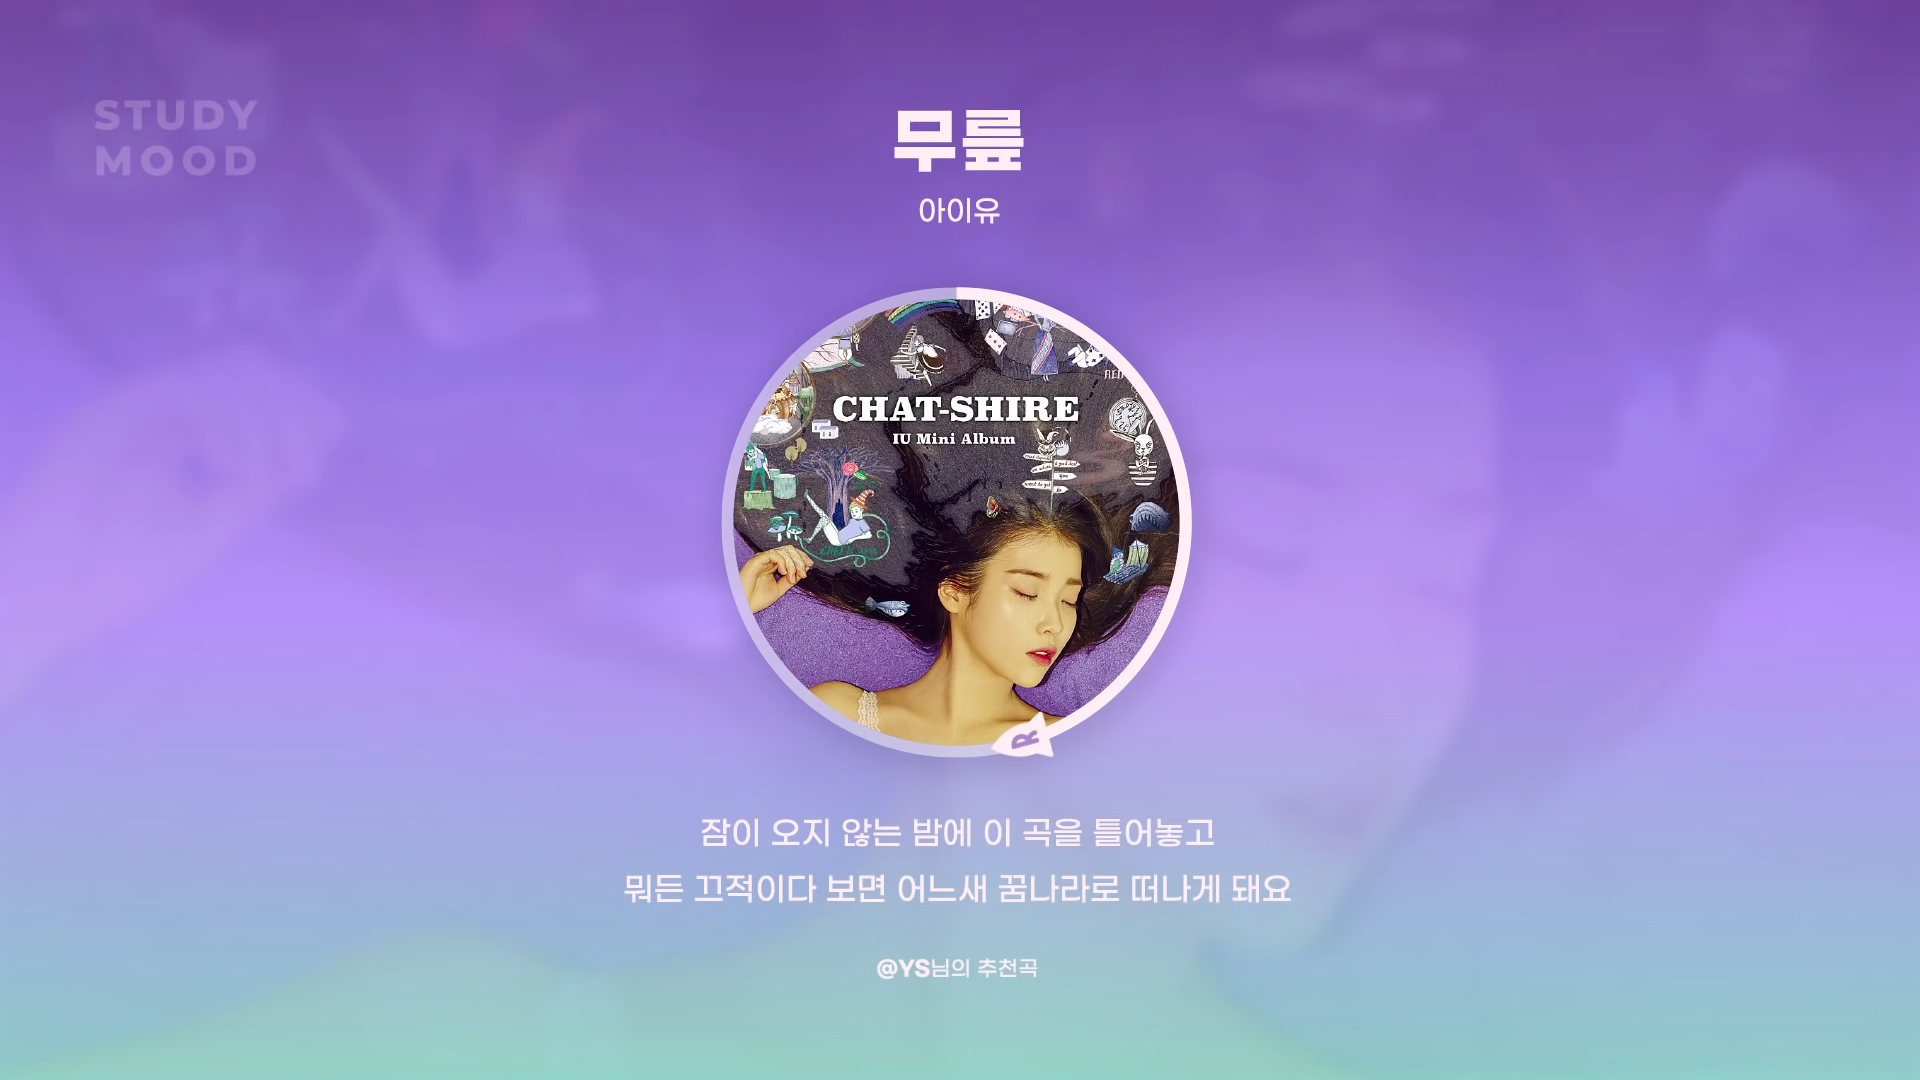 STUDY
MOOD
무릎
아이유
RED
CHAT-SHIRE
IU Mini Album
R
잠이 오지 않는 밤에 이 곡을 틀어놓고
뭐든 끄적이다 보면 어느새 꿈나라로 떠나게 돼요
@YS님의 추천곡